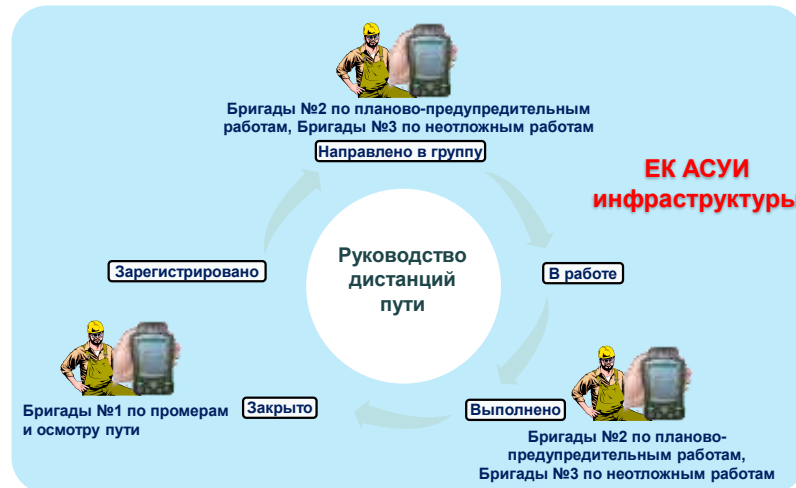 Бригады №2 по планово-предупредительным
работам, Бригады №3 по неотложным работам
Направлено в группу
ЕК АСУИ
инфраструктуры
Зарегистрировано
Руководство
дистанций
пути
В работе
Бригады №1 по промерам
и осмотру пути
Закрыто
Выполнено
Бригады №2 по планово-
предупредительным работам,
Бригады №3 по неотложным работам